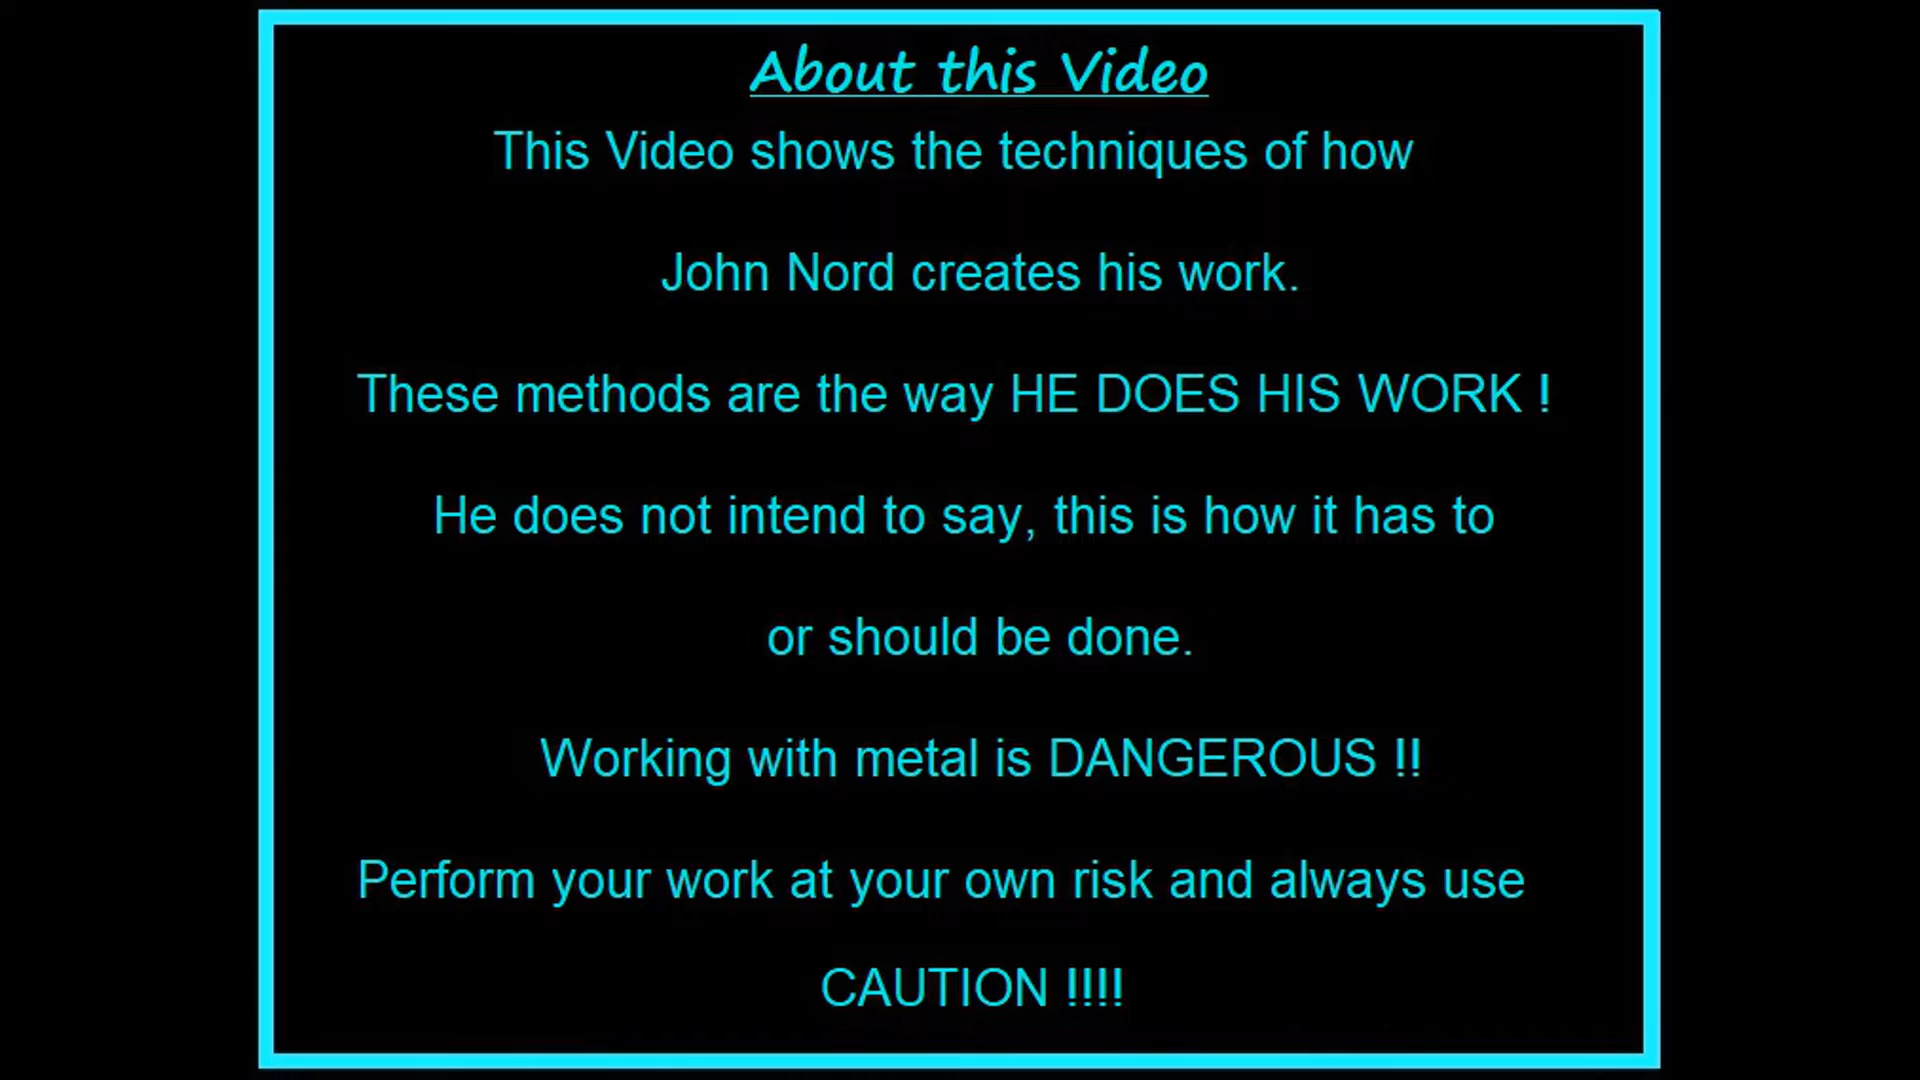 About this Video
This Video shows the techniques of how
John Nord creates his work.
These methods are the way HE DOES HIS WORK !
He does not intend to say, this is how it has to
or should be done.
Working with metal is DANGEROUS !!
Perform your work at your own risk and always use
CAUTION !!!!